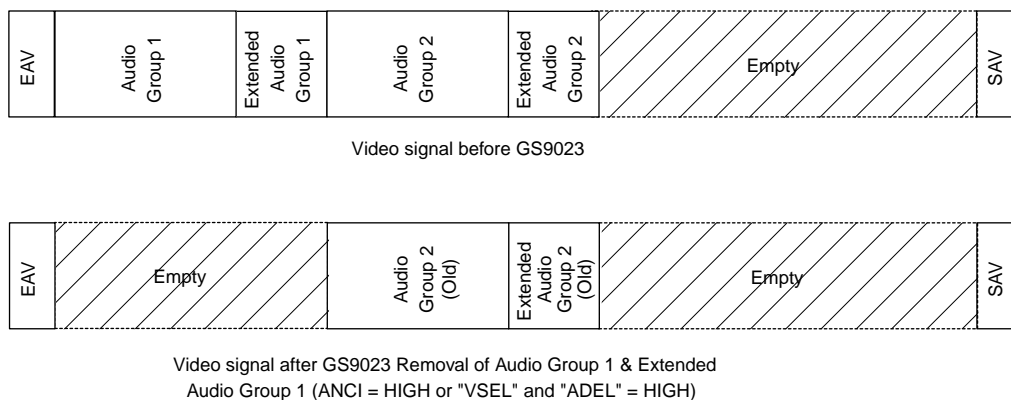 EAV
Audio
Group 1
Extended
Audio
Group 1
Audio
Group 2
Extended
Audio
Group 2
Empty
SAV
Video signal before GS9023
EAV
Empty
Audio
Group 2
(Old)
Extended
Audio
Group 2
(Old)
Empty
SAV
Video signal after GS9023 Removal of Audio Group 1 & Extended
Audio Group 1 (ANCI = HIGH or "VSEL" and "ADEL" = HIGH)